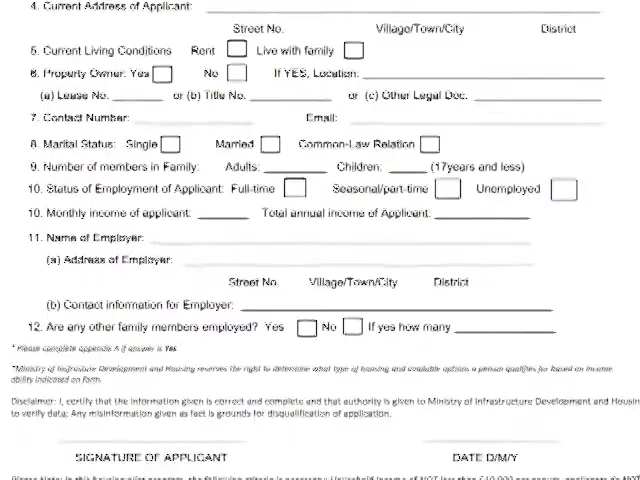 4. Current Address of Applicant:
Street No. Village/Town/City District
5. Current Living Conditions Rent Live with family
6. Property Owner: Yes No If YES, Location:
(a) Lease No. or (b) Title No. or (c) Other Legal Doc.
7. Contact Number: Email:
8. Marital Status: Single Married Common-Law Relation
9. Number of members in Family: Adults: Children: (17years and less)
10. Status of Employment of Applicant: Full-time Seasonal/part-time Unemployed
10. Monthly income of applicant: Total annual income of Applicant:
11. Name of Employer:
(a) Address of Employer:
Street No. Village/Town/City District
(b) Contact information for Employer:
12. Are any other family members employed? Yes No If yes how many
* Please complete appendix A if answer is Yes
*Ministry of Infrastructure Development and Housing reserves the right to determine what type of housing and available options a person qualifies for based on income
ability indicated on form.
Disclaimer: I, certify that the information given is correct and complete and that authority is given to Ministry of Infrastructure Development and Housin
to verify data; Any misinformation given as fact is grounds for disqualification of application.
SIGNATURE OF APPLICANT DATE D/M/Y